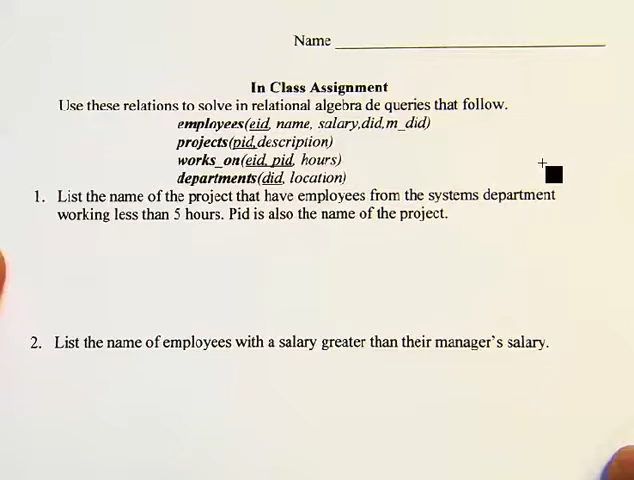 Name
In Class Assignment
Use these relations to solve in relational algebra de queries that follow.
employees(eid, name, salary,did,m_did)
projects(pid,description)
works_on(eid, pid, hours)
departments(did, location)
1. List the name of the project that have employees from the systems department
working less than 5 hours. Pid is also the name of the project.
2. List the name of employees with a salary greater than their manager's salary.